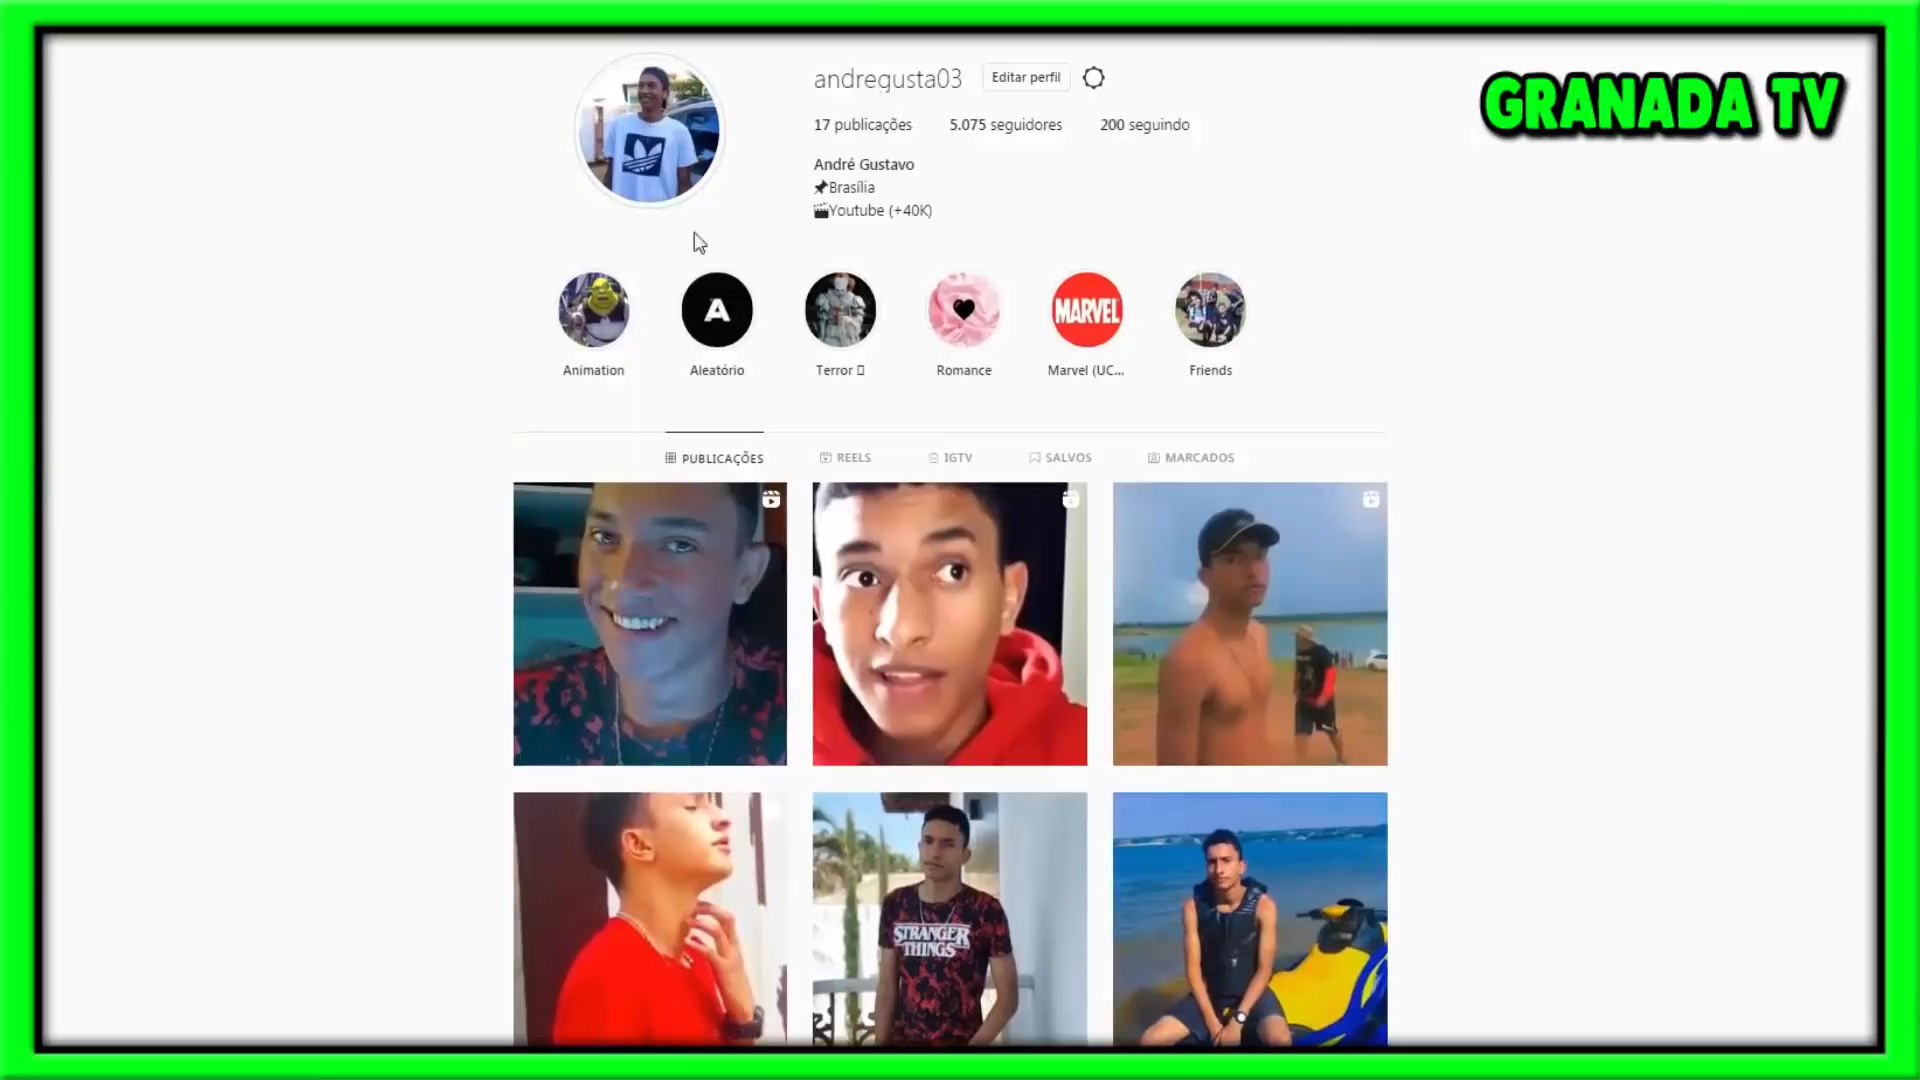 GRANADA TV
andregusta03
Editar perfil
17 publicações 5.075 seguidores 200 seguindo
André Gustavo
📌Brasília
🎬Youtube (+40K)
A
MARVEL
Animation Aleatório Terror Romance Marvel (UC... Friends
PUBLICAÇÕES REELS IGTV SALVOS MARCADOS
STRANGER
THINGS